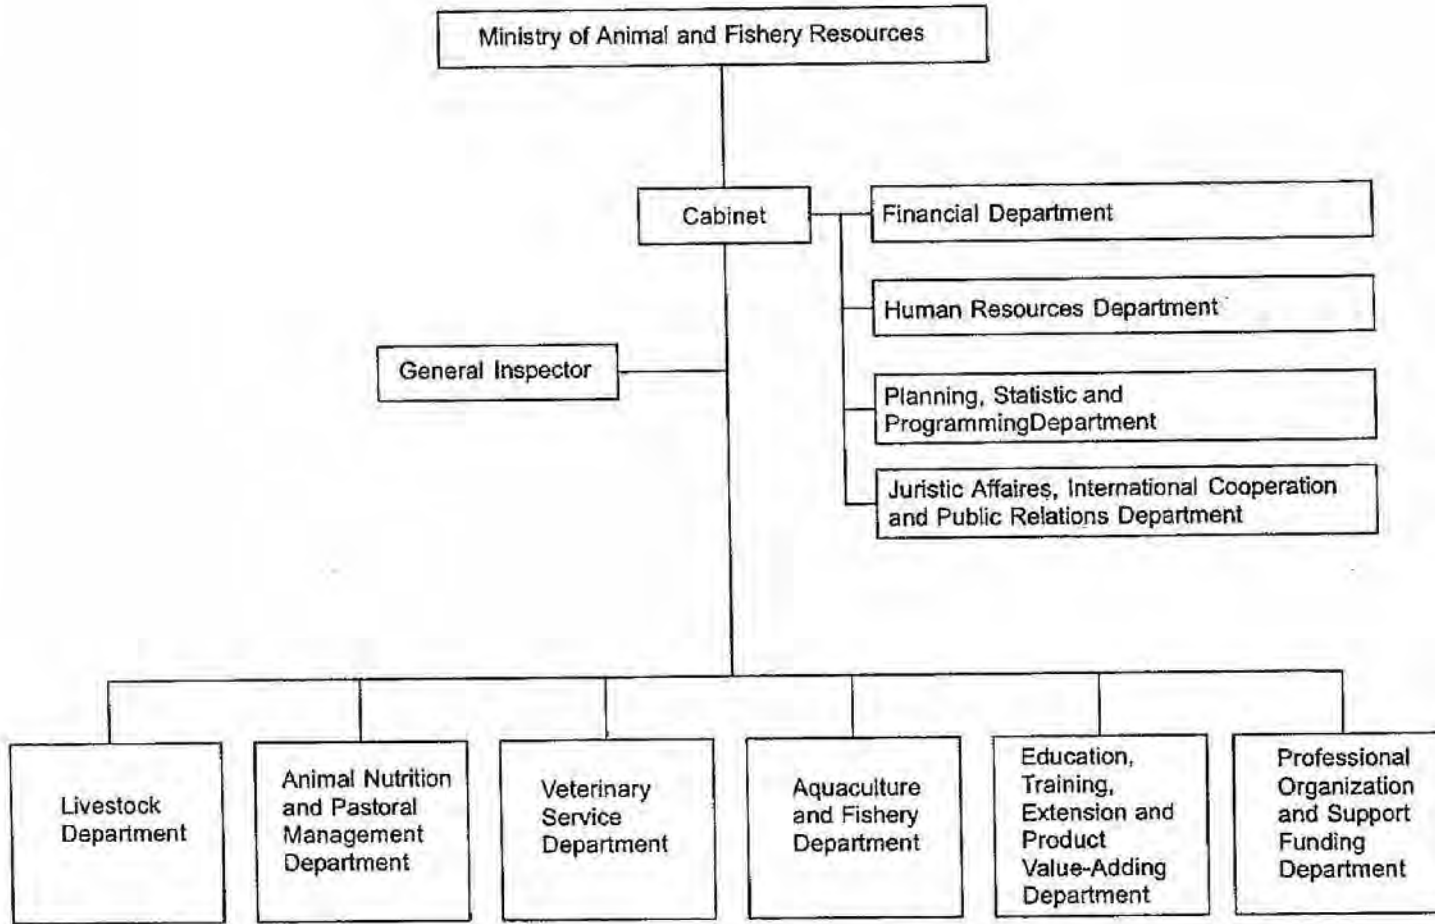 Ministry of Animal and Fishery Resources
Cabinet
Financial Department
Human Resources Department
General Inspector
Planning, Statistic and
ProgrammingDepartment
Juristic Affaires, International Cooperation
and Public Relations Department
Livestock
Department
Animal Nutrition
and Pastoral
Management
Department
Veterinary
Service
Department
Aquaculture
and Fishery
Department
Education,
Training,
Extension and
Product
Value-Adding
Department
Professional
Organization
and Support
Funding
Department